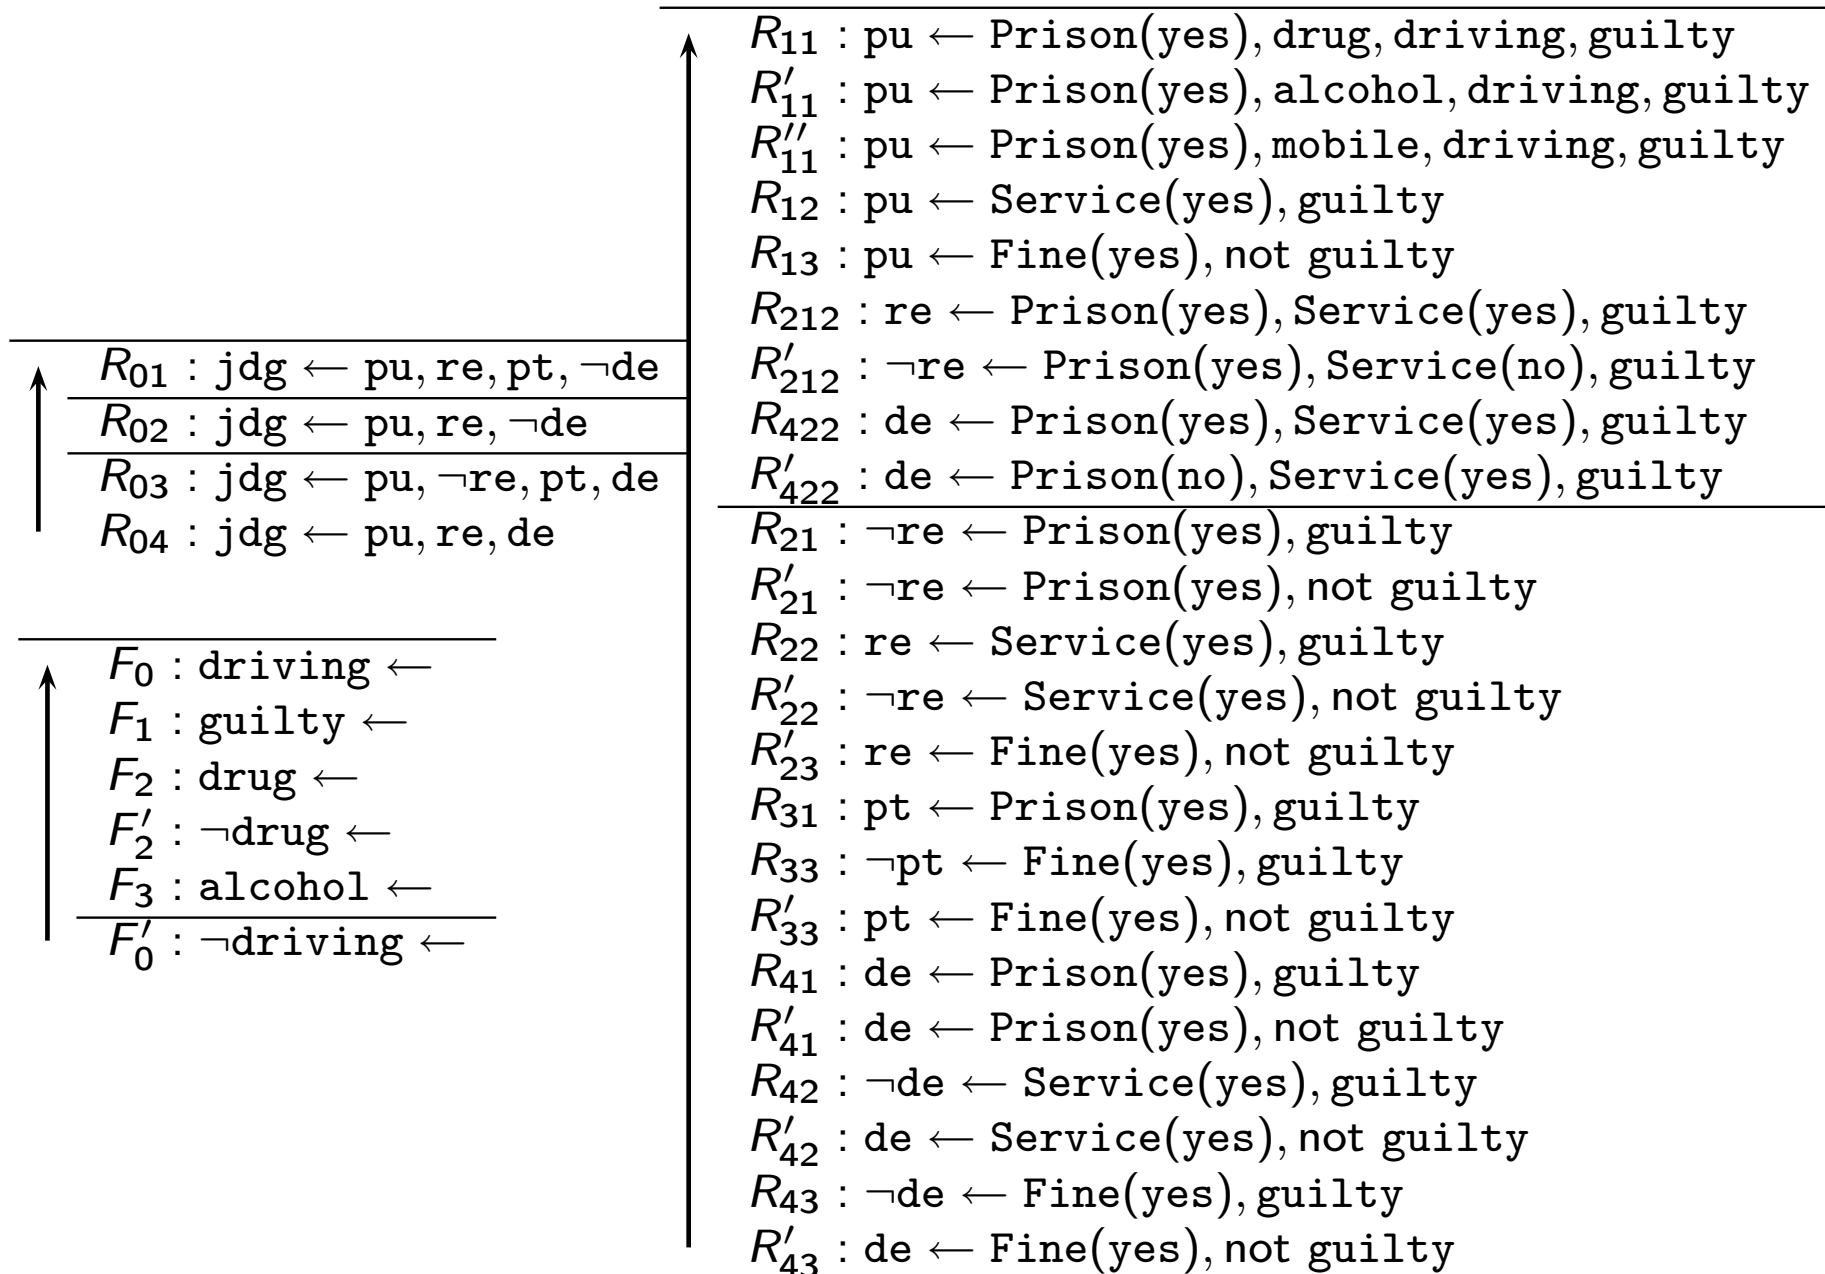 R₀₁ : jdg ← pu, re, pt, ¬de
R₀₂ : jdg ← pu, re, ¬de
R₀₃ : jdg ← pu, ¬re, pt, de
R₀₄ : jdg ← pu, re, de
F₀ : driving ←
F₁ : guilty ←
F₂ : drug ←
F′₂ : ¬drug ←
F₃ : alcohol ←
F′₀ : ¬driving ←
R₁₁ : pu ← Prison(yes), drug, driving, guilty
R′₁₁ : pu ← Prison(yes), alcohol, driving, guilty
R″₁₁ : pu ← Prison(yes), mobile, driving, guilty
R₁₂ : pu ← Service(yes), guilty
R₁₃ : pu ← Fine(yes), not guilty
R₂₁₂ : re ← Prison(yes), Service(yes), guilty
R′₂₁₂ : ¬re ← Prison(yes), Service(no), guilty
R₄₂₂ : de ← Prison(yes), Service(yes), guilty
R′₄₂₂ : de ← Prison(no), Service(yes), guilty
R₂₁ : ¬re ← Prison(yes), guilty
R′₂₁ : ¬re ← Prison(yes), not guilty
R₂₂ : re ← Service(yes), guilty
R′₂₂ : ¬re ← Service(yes), not guilty
R′₂₃ : re ← Fine(yes), not guilty
R₃₁ : pt ← Prison(yes), guilty
R₃₃ : ¬pt ← Fine(yes), guilty
R′₃₃ : pt ← Fine(yes), not guilty
R₄₁ : de ← Prison(yes), guilty
R′₄₁ : de ← Prison(yes), not guilty
R₄₂ : ¬de ← Service(yes), guilty
R′₄₂ : de ← Service(yes), not guilty
R₄₃ : ¬de ← Fine(yes), guilty
R′₄₃ : de ← Fine(yes), not guilty